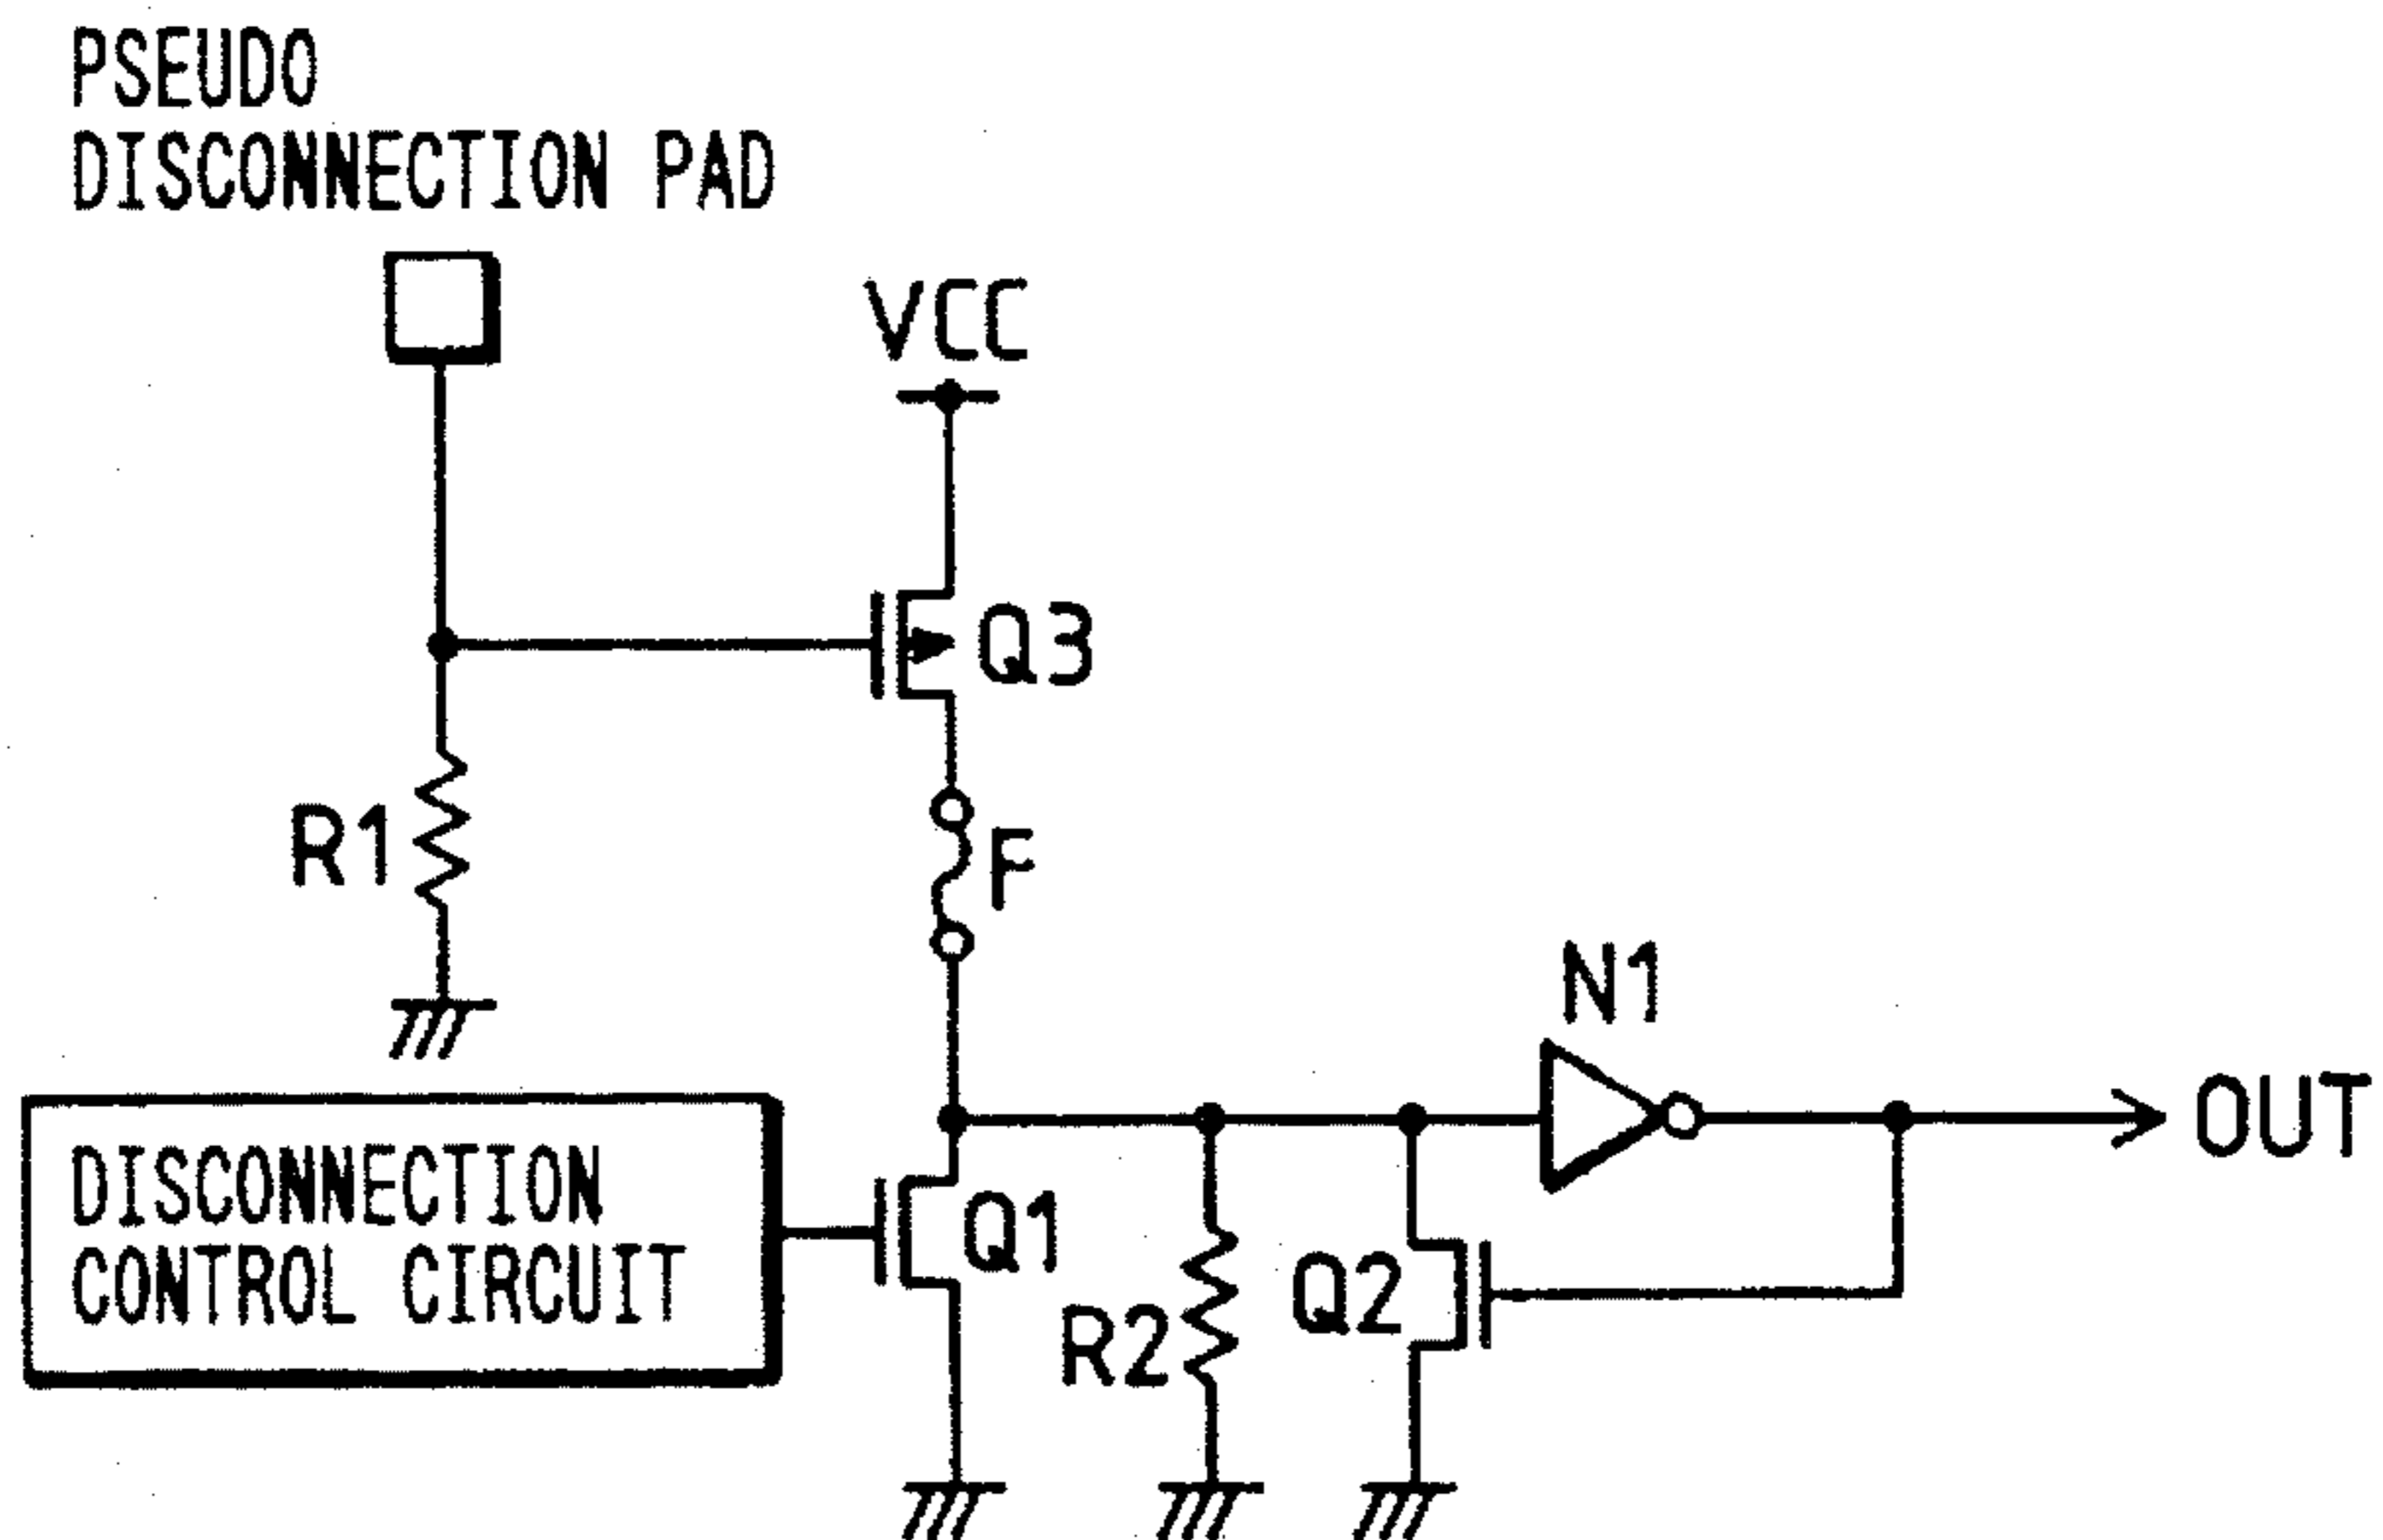 PSEUDO
DISCONNECTION PAD
VCC
Q3
R1
F
N1
OUT
DISCONNECTION
CONTROL CIRCUIT
Q1
R2
Q2